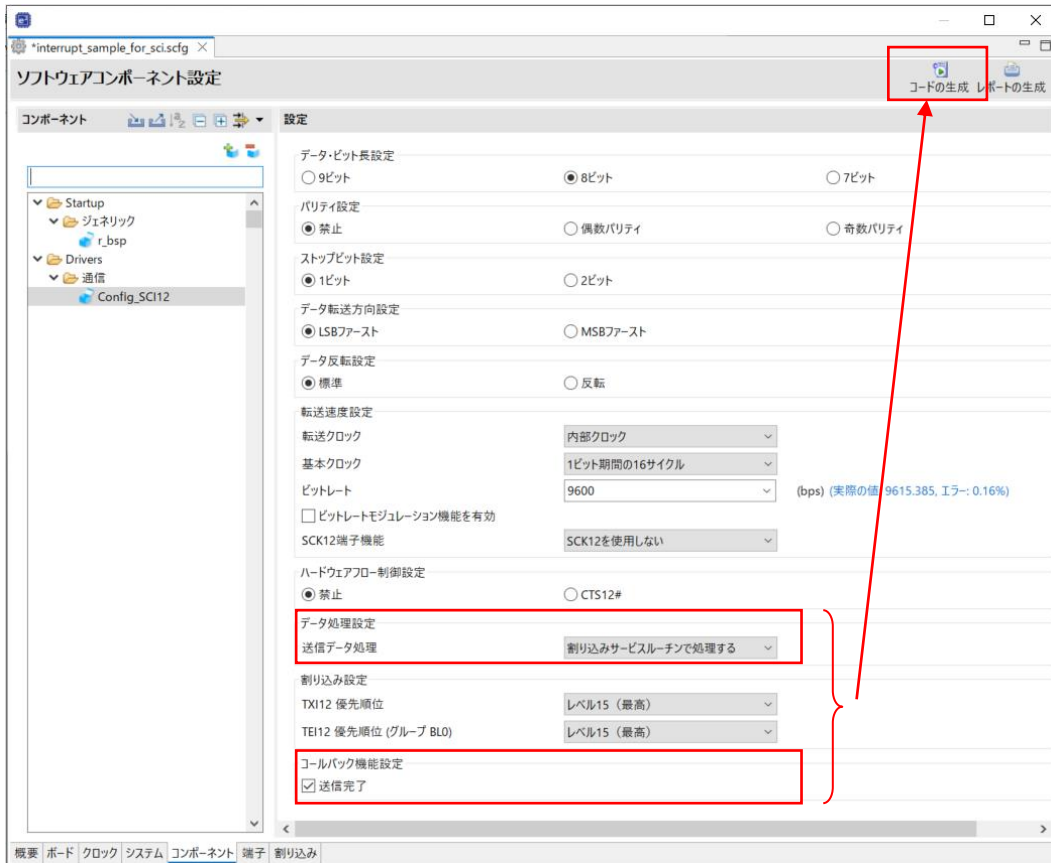 *interrupt_sample_for_sci.scfg
ソフトウェアコンポーネント設定
コードの生成 レポートの生成
コンポーネント
設定
Startup
ジェネリック
r_bsp
Drivers
通信
Config_SCI12
データ・ビット長設定
9ビット 8ビット 7ビット
パリティ設定
禁止 偶数パリティ 奇数パリティ
ストップビット設定
1ビット 2ビット
データ転送方向設定
LSBファースト MSBファースト
データ反転設定
標準 反転
転送速度設定
転送クロック 内部クロック
基本クロック 1ビット期間の16サイクル
ビットレート 9600 (bps) (実際の値: 9615.385, エラー: 0.16%)
ビットレートモジュレーション機能を有効
SCK12端子機能 SCK12を使用しない
ハードウェアフロー制御設定
禁止 CTS12#
データ処理設定
送信データ処理 割り込みサービスルーチンで処理する
割り込み設定
TXI12 優先順位 レベル15（最高）
TEI12 優先順位 (グループ BL0) レベル15（最高）
コールバック機能設定
送信完了
概要 ボード クロック システム コンポーネント 端子 割り込み